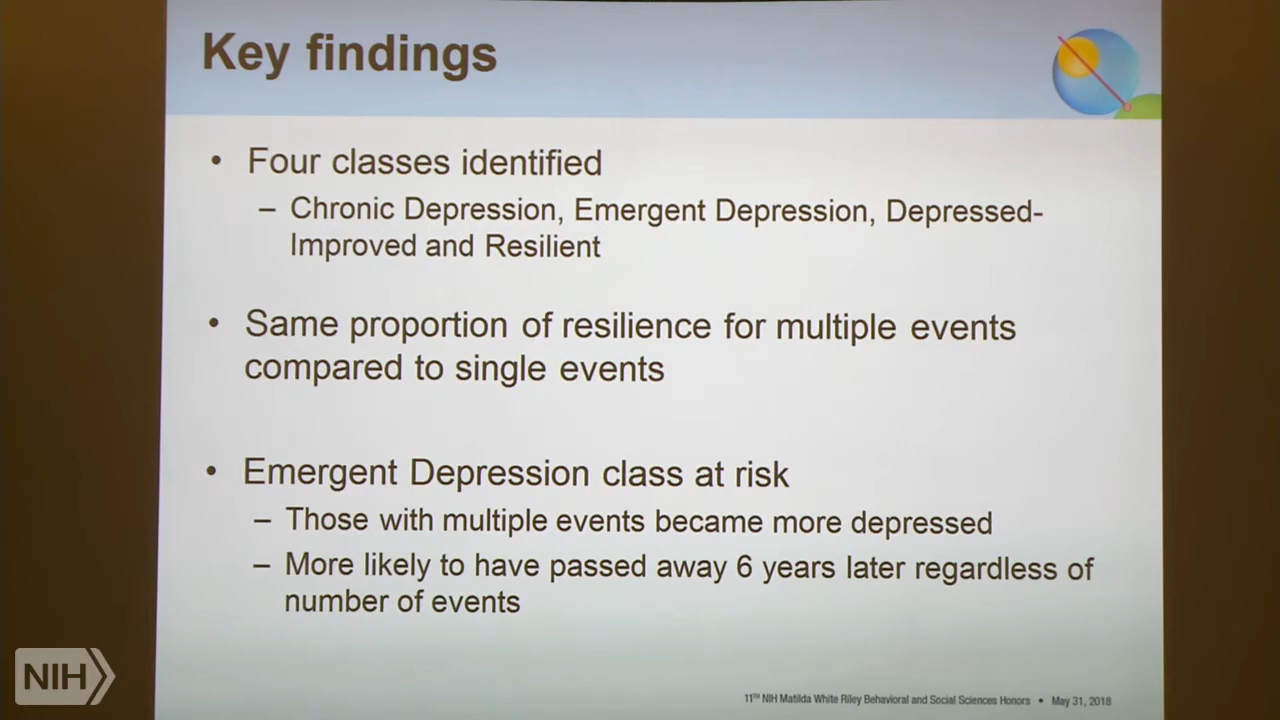 Key findings
• Four classes identified
– Chronic Depression, Emergent Depression, Depressed-
Improved and Resilient
• Same proportion of resilience for multiple events
compared to single events
• Emergent Depression class at risk
– Those with multiple events became more depressed
– More likely to have passed away 6 years later regardless of
number of events
NIH
11TH NIH Matilda White Riley Behavioral and Social Sciences Honors • May 31, 2018